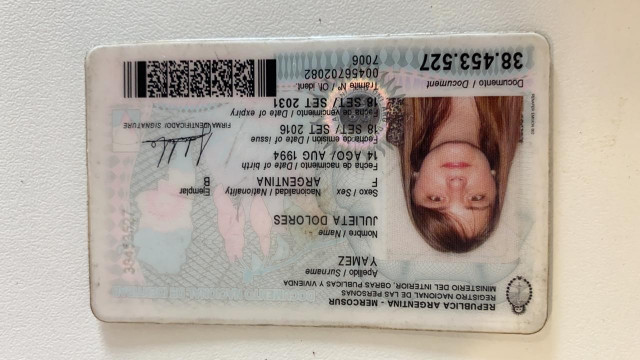 REPUBLICA ARGENTINA - MERCOSUR
REGISTRO NACIONAL DE LAS PERSONAS
MINISTERIO DEL INTERIOR, OBRAS PUBLICAS Y VIVIENDA
Apellido / Surname
YAMEZ
Nombre / Name
JULIETA DOLORES
Sexo / Sex
Nacionalidad / Nationality
Ejemplar
F
ARGENTINA
B
Fecha de nacimiento / Date of birth
14 AGO/ AUG 1994
Fecha de emisión / Date of issue
18 SET/ SET 2016
FIRMA IDENTIFICADO/ SIGNATURE
Fecha de vencimiento / Date of expiry
18 SET/ SET 2031
Trámite Nº / Of. ident.
00456702082
7006
Documento / Document
38.453.527